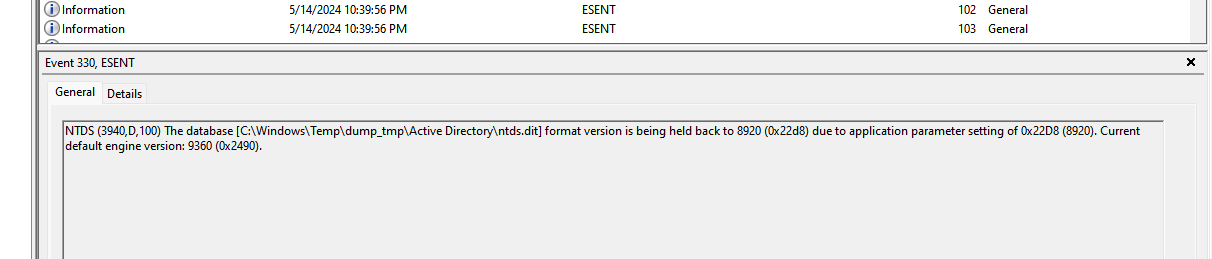 Information 5/14/2024 10:39:56 PM ESENT 102 General
Information 5/14/2024 10:39:56 PM ESENT 103 General
Event 330, ESENT
General Details
NTDS (3940,D,100) The database [C:\Windows\Temp\dump_tmp\Active Directory\ntds.dit] format version is being held back to 8920 (0x22d8) due to application parameter setting of 0x22D8 (8920). Current
default engine version: 9360 (0x2490).